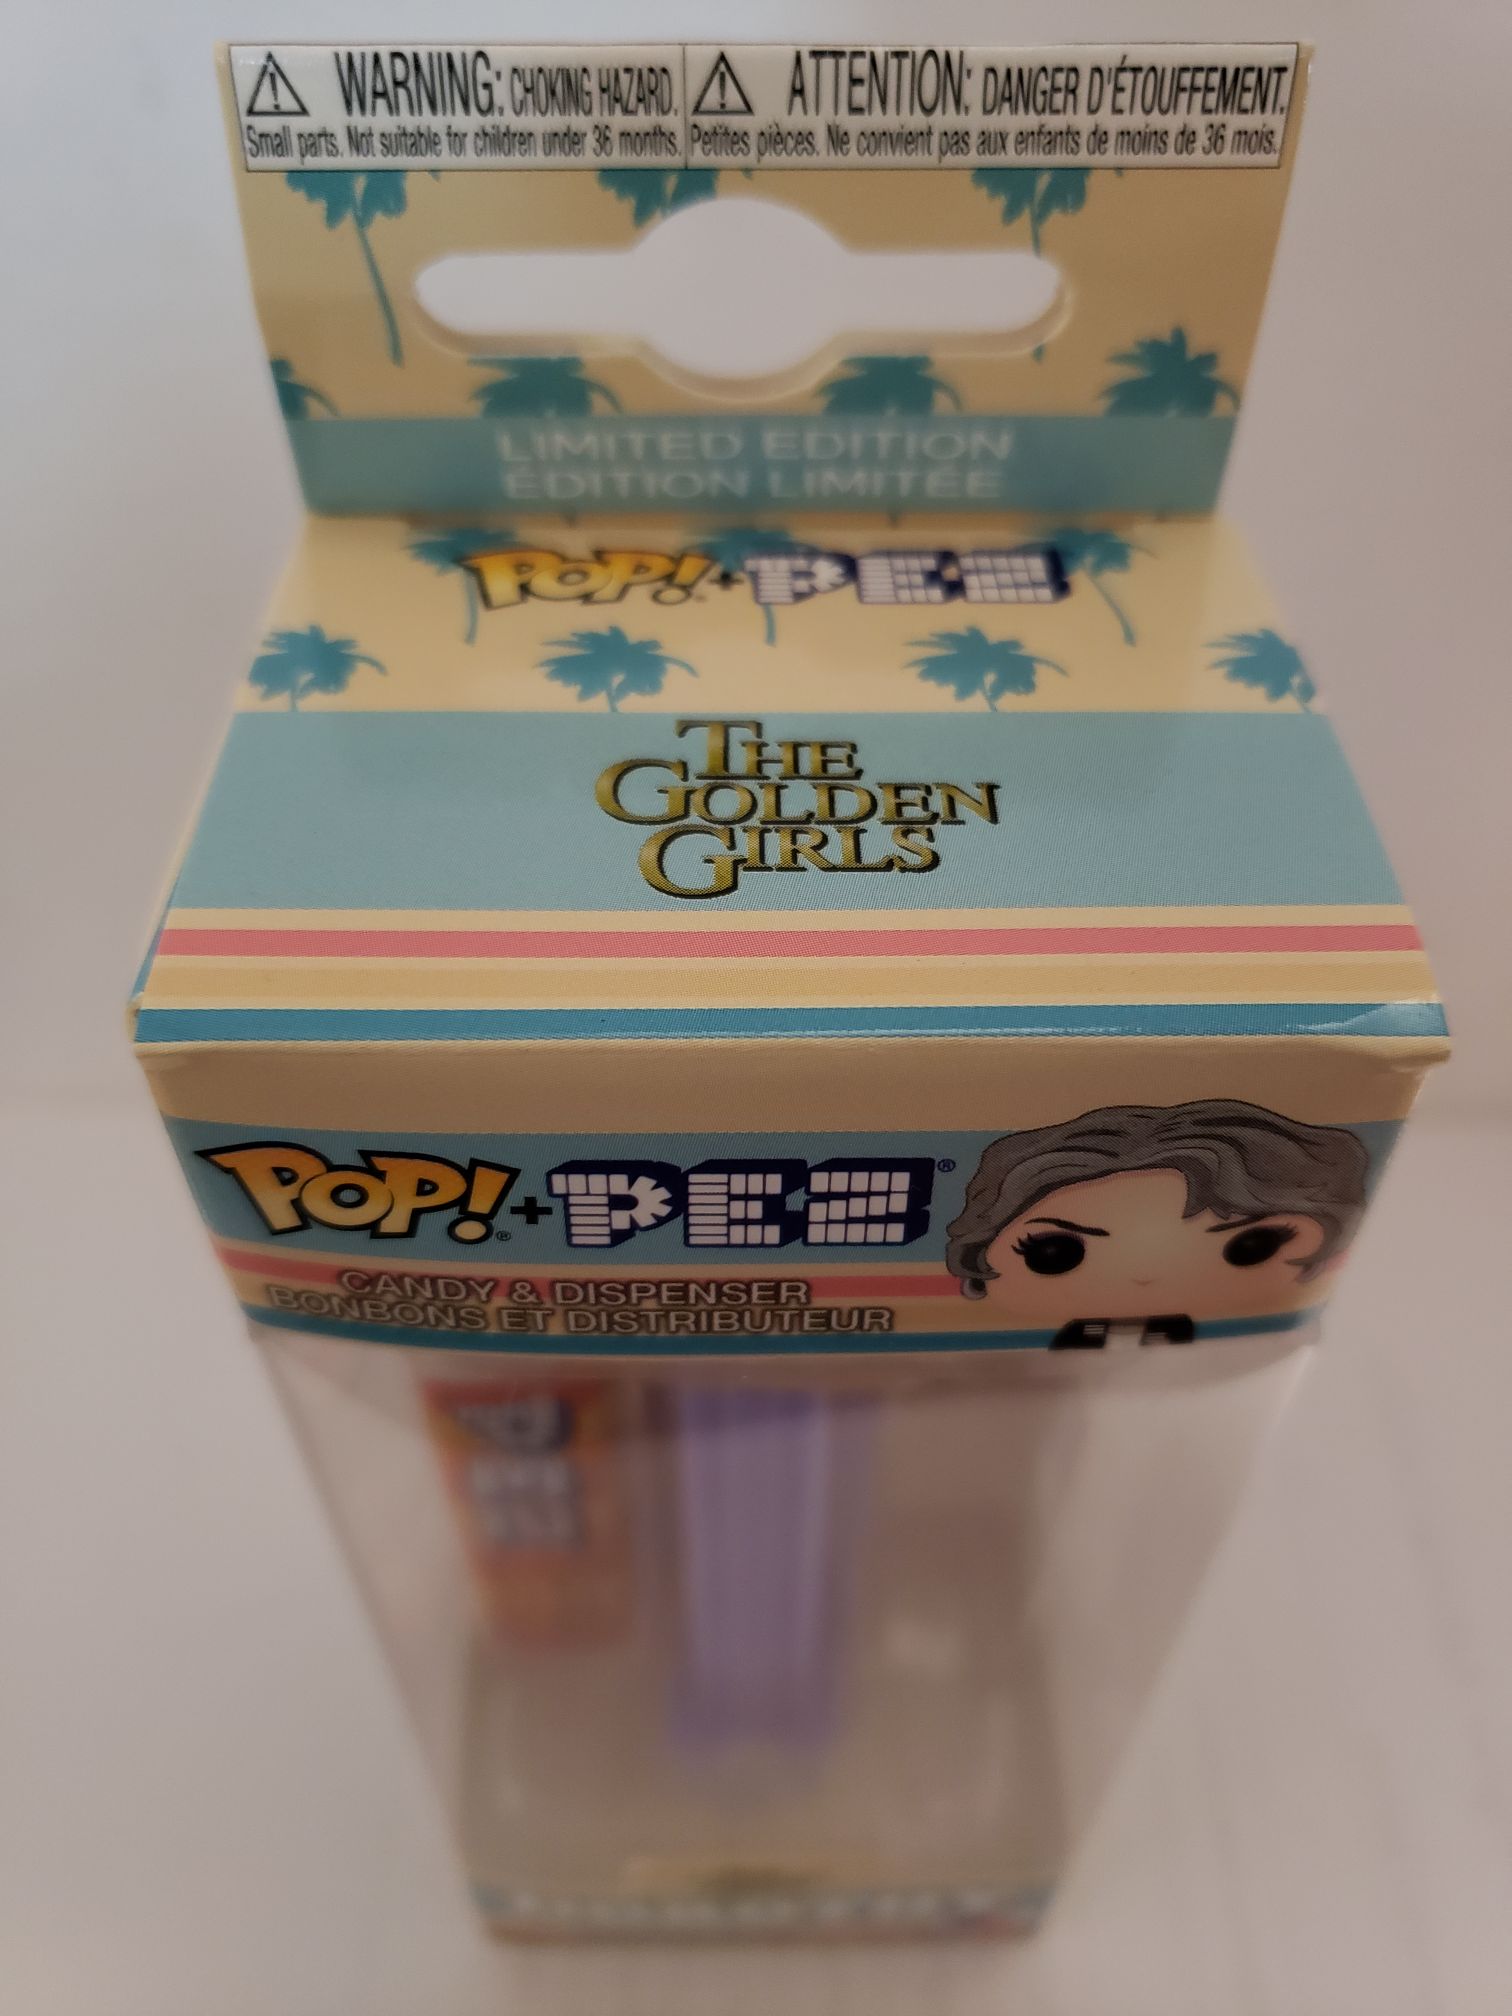 WARNING: CHOKING HAZARD.
Small parts. Not suitable for children under 36 months.
ATTENTION: DANGER D'ÉTOUFFEMENT.
Petites pièces. Ne convient pas aux enfants de moins de 36 mois.
LIMITED EDITION
ÉDITION LIMITÉE
POP! + PEZ
THE
GOLDEN
GIRLS
POP!® + PEZ®
CANDY & DISPENSER
BONBONS ET DISTRIBUTEUR
PEZ